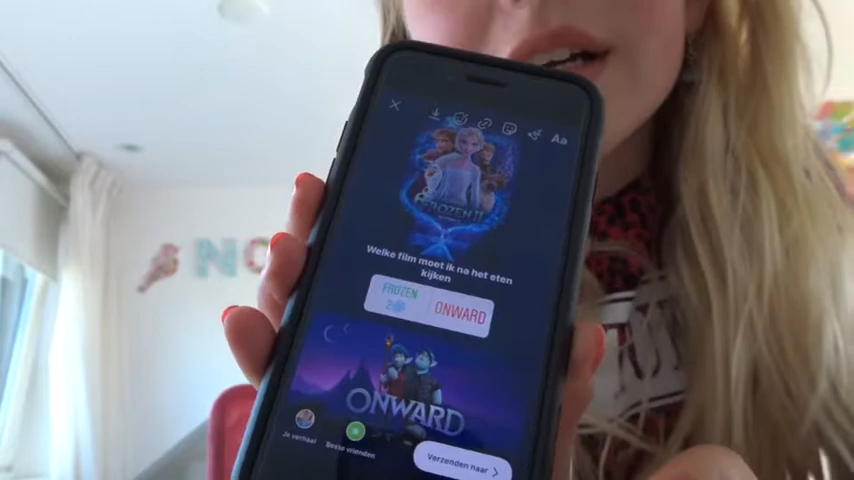 NO
Aa
FROZEN II
Welke film moet ik na het eten
kijken
FROZEN
2
ONWARD
ONWARD
Je verhaal
Beste vrienden
Verzenden naar